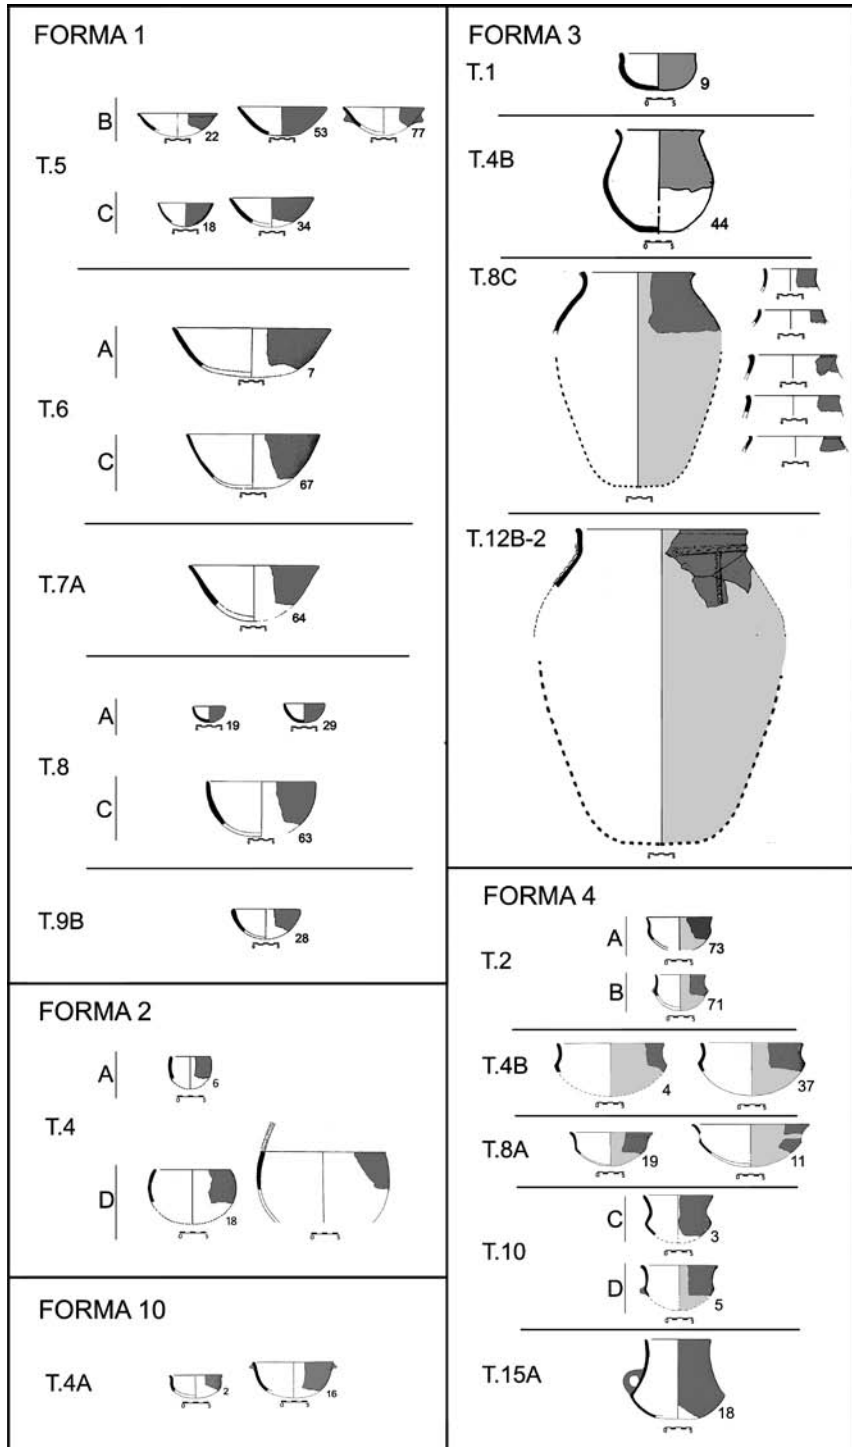 FORMA 1
T.5
B
22 53 77
C
18 34
T.6
A
7
C
67
T.7A
64
T.8
A
19 29
C
63
T.9B
28
FORMA 2
T.4
A
6
D
18
FORMA 10
T.4A
2 16
FORMA 3
T.1
9
T.4B
44
T.8C
T.12B-2
FORMA 4
T.2
A
73
B
71
T.4B
4 37
T.8A
19 11
T.10
C
3
D
5
T.15A
18